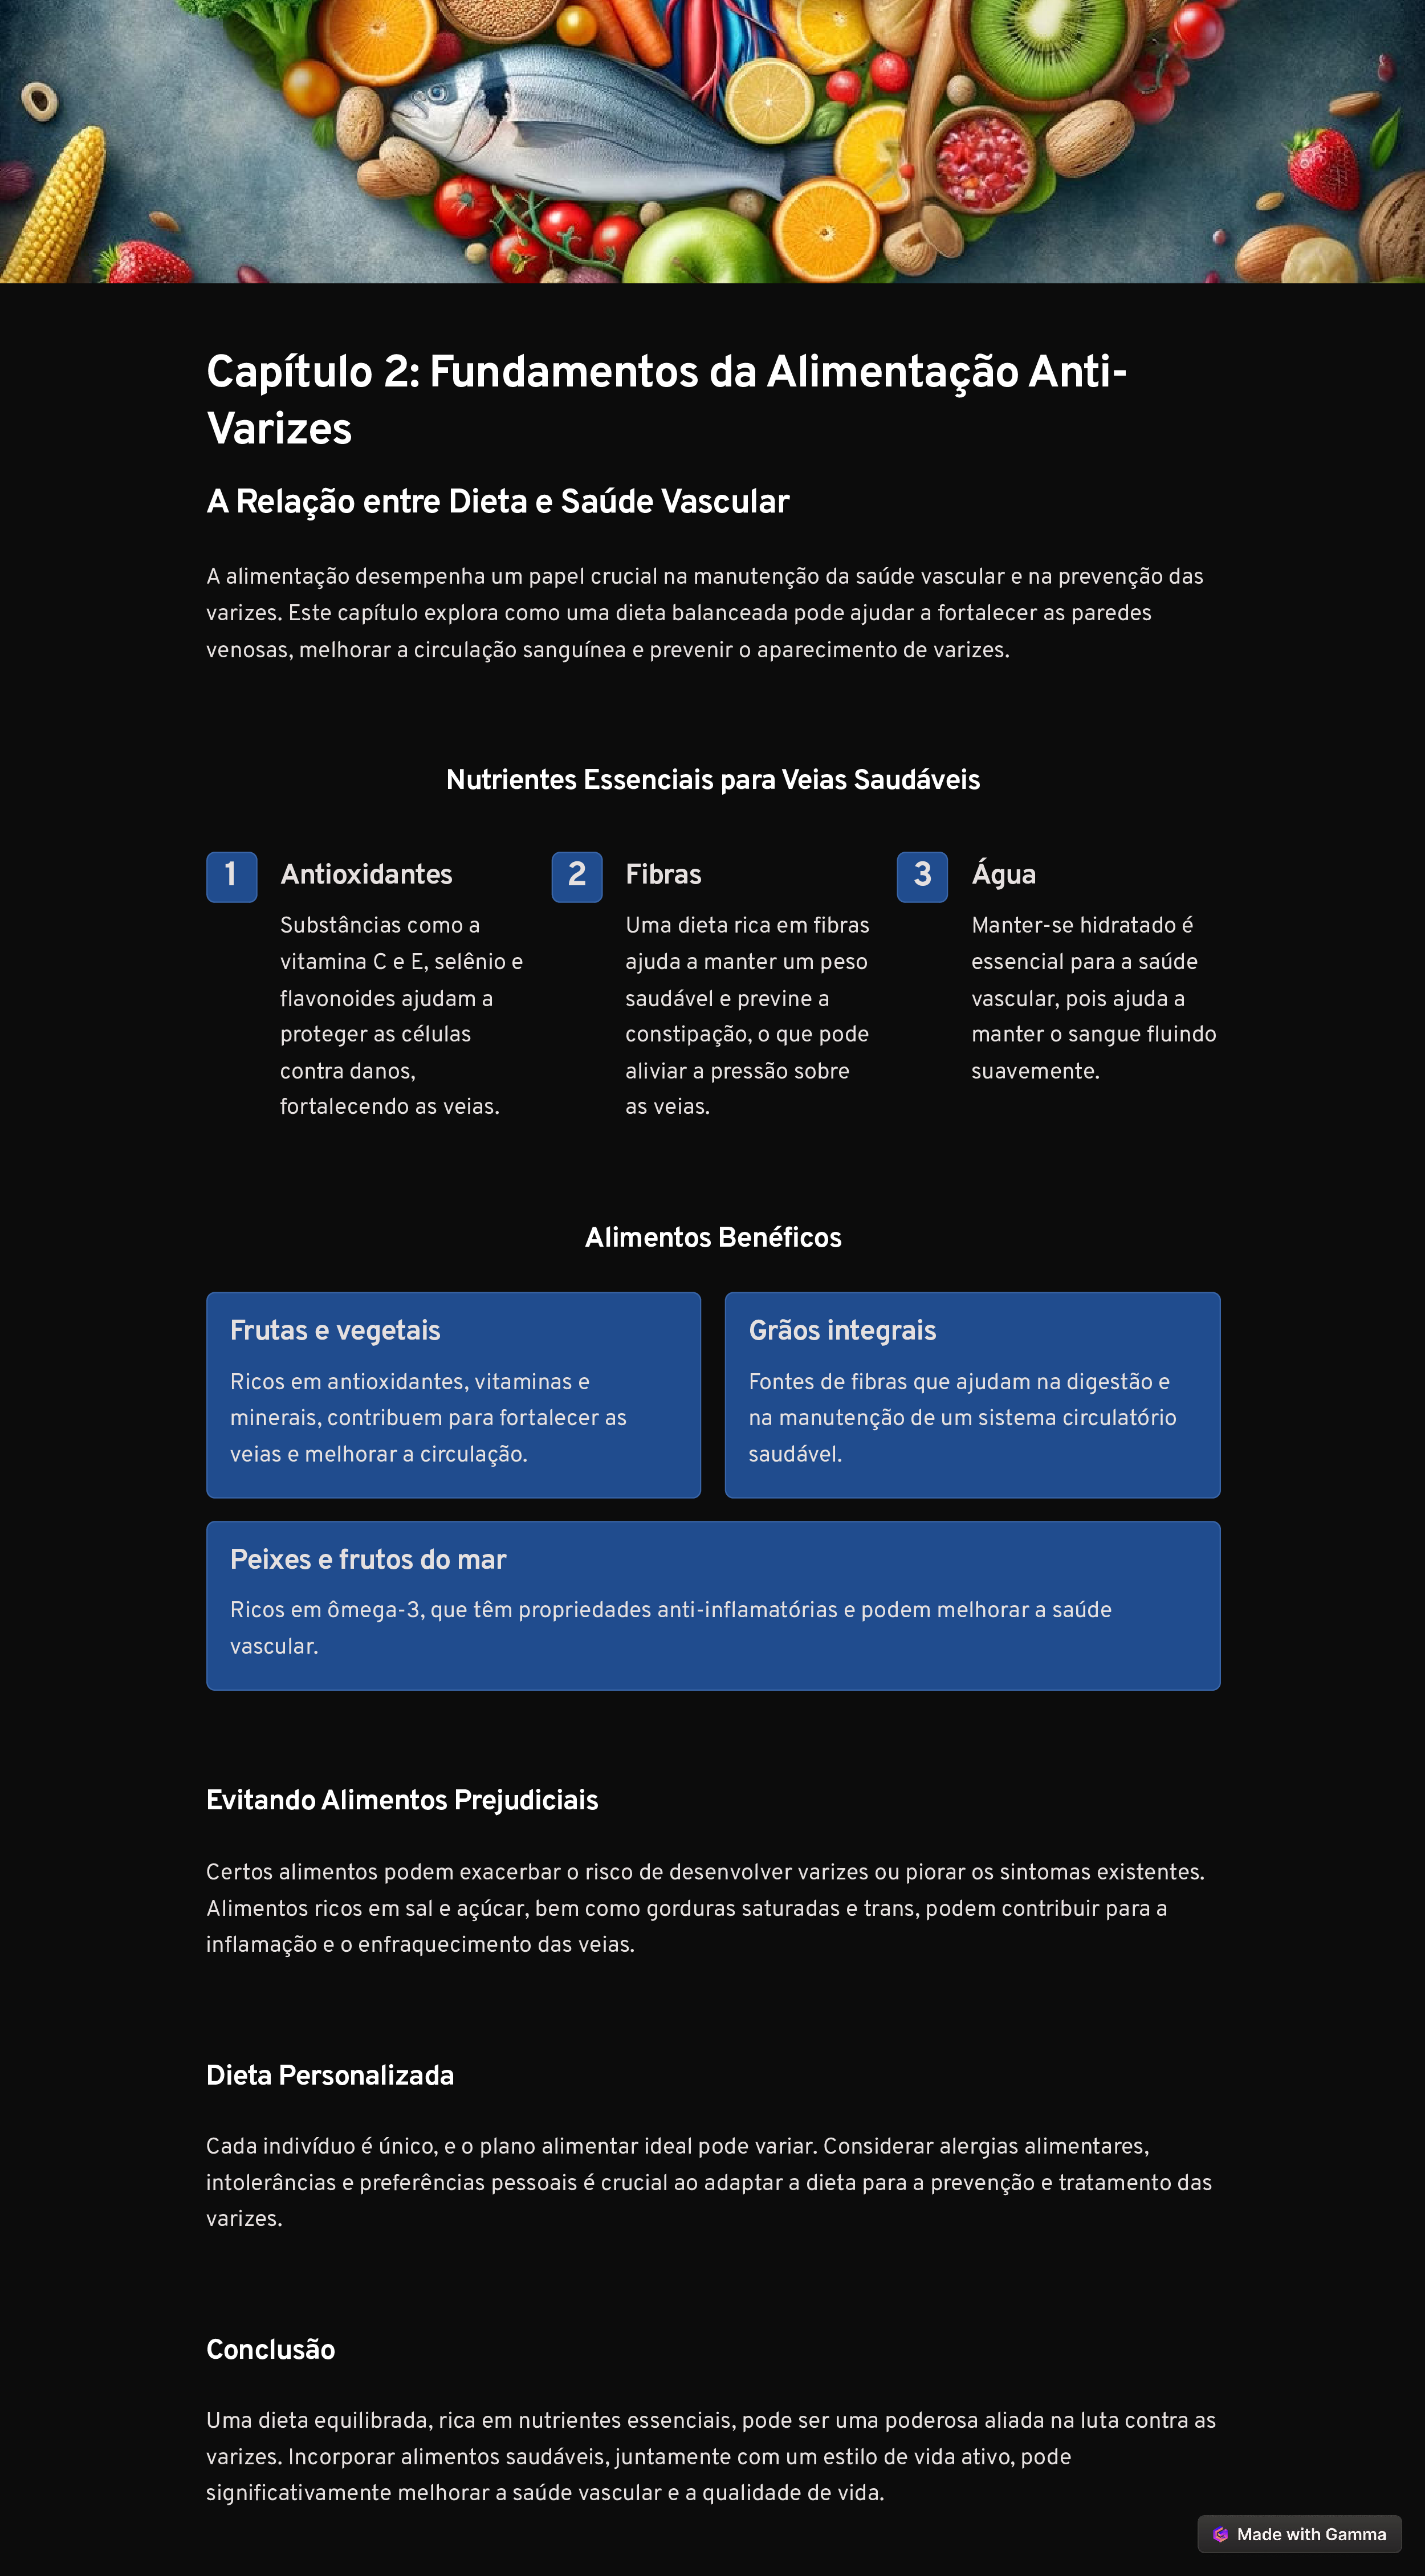 Capítulo 2: Fundamentos da Alimentação Anti-
Varizes
A Relação entre Dieta e Saúde Vascular
A alimentação desempenha um papel crucial na manutenção da saúde vascular e na prevenção das
varizes. Este capítulo explora como uma dieta balanceada pode ajudar a fortalecer as paredes
venosas, melhorar a circulação sanguínea e prevenir o aparecimento de varizes.
Nutrientes Essenciais para Veias Saudáveis
1
Antioxidantes
Substâncias como a
vitamina C e E, selênio e
flavonoides ajudam a
proteger as células
contra danos,
fortalecendo as veias.
2
Fibras
Uma dieta rica em fibras
ajuda a manter um peso
saudável e previne a
constipação, o que pode
aliviar a pressão sobre
as veias.
3
Água
Manter-se hidratado é
essencial para a saúde
vascular, pois ajuda a
manter o sangue fluindo
suavemente.
Alimentos Benéficos
Frutas e vegetais
Ricos em antioxidantes, vitaminas e
minerais, contribuem para fortalecer as
veias e melhorar a circulação.
Grãos integrais
Fontes de fibras que ajudam na digestão e
na manutenção de um sistema circulatório
saudável.
Peixes e frutos do mar
Ricos em ômega-3, que têm propriedades anti-inflamatórias e podem melhorar a saúde
vascular.
Evitando Alimentos Prejudiciais
Certos alimentos podem exacerbar o risco de desenvolver varizes ou piorar os sintomas existentes.
Alimentos ricos em sal e açúcar, bem como gorduras saturadas e trans, podem contribuir para a
inflamação e o enfraquecimento das veias.
Dieta Personalizada
Cada indivíduo é único, e o plano alimentar ideal pode variar. Considerar alergias alimentares,
intolerâncias e preferências pessoais é crucial ao adaptar a dieta para a prevenção e tratamento das
varizes.
Conclusão
Uma dieta equilibrada, rica em nutrientes essenciais, pode ser uma poderosa aliada na luta contra as
varizes. Incorporar alimentos saudáveis, juntamente com um estilo de vida ativo, pode
significativamente melhorar a saúde vascular e a qualidade de vida.
Made with Gamma